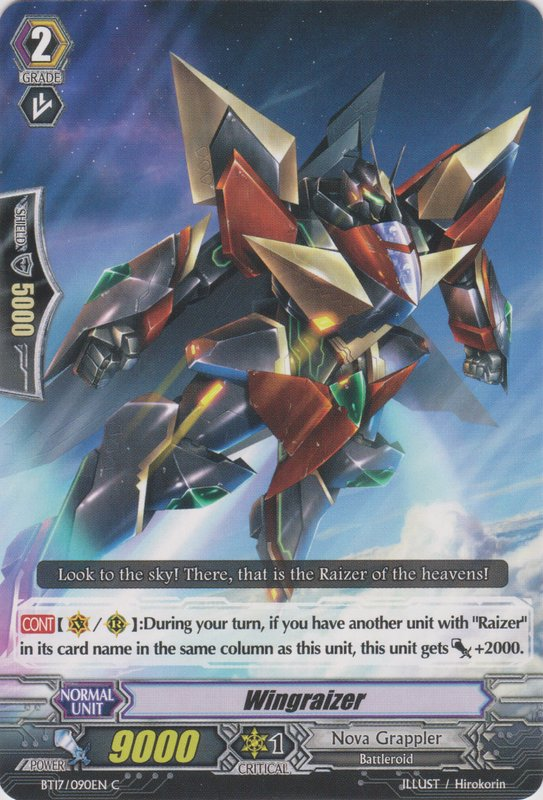 2
GRADE
SHIELD
5000
Look to the sky! There, that is the Raizer of the heavens!
CONT【V/R】:During your turn, if you have another unit with "Raizer"
in its card name in the same column as this unit, this unit gets +2000.
NORMAL
UNIT
Wingraizer
POWER
9000
1
CRITICAL
Nova Grappler
Battleroid
BT17/090EN C
ILLUST / Hirokorin